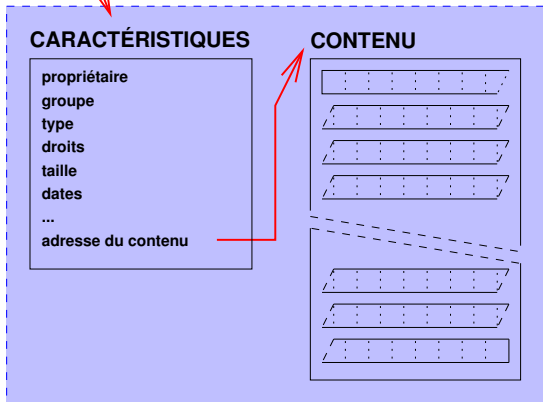 CARACTÉRISTIQUES
propriétaire
groupe
type
droits
taille
dates
...
adresse du contenu
CONTENU